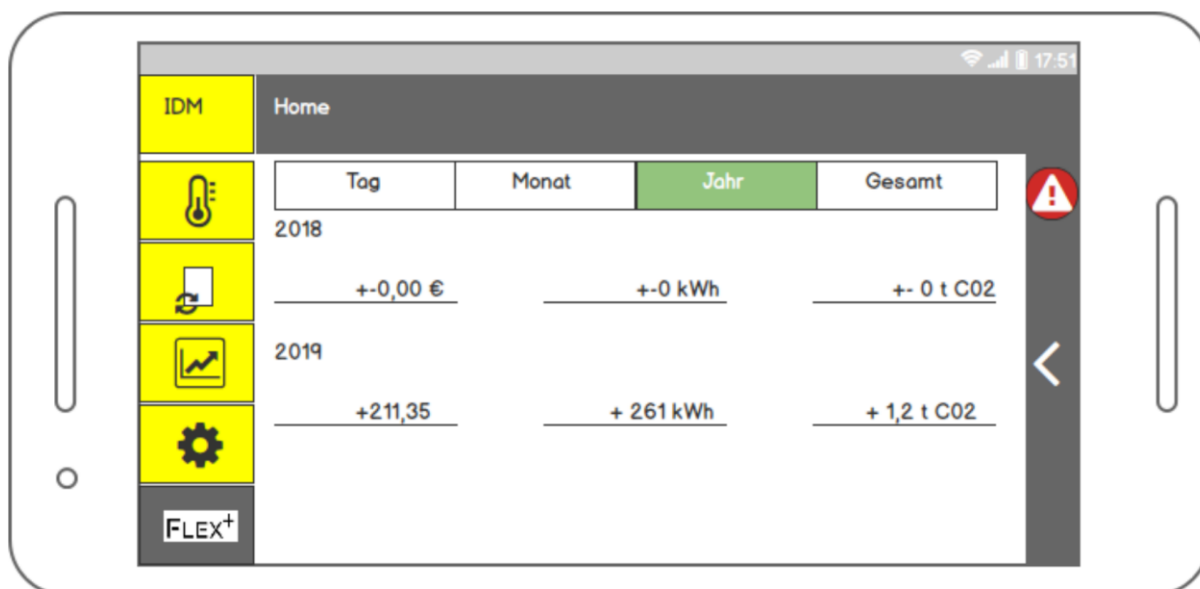 17:51
IDM
Home
Tag Monat Jahr Gesamt
2018
+-0,00 € +-0 kWh +- 0 t C02
2019
+211,35 + 261 kWh + 1,2 t C02
FLEX+